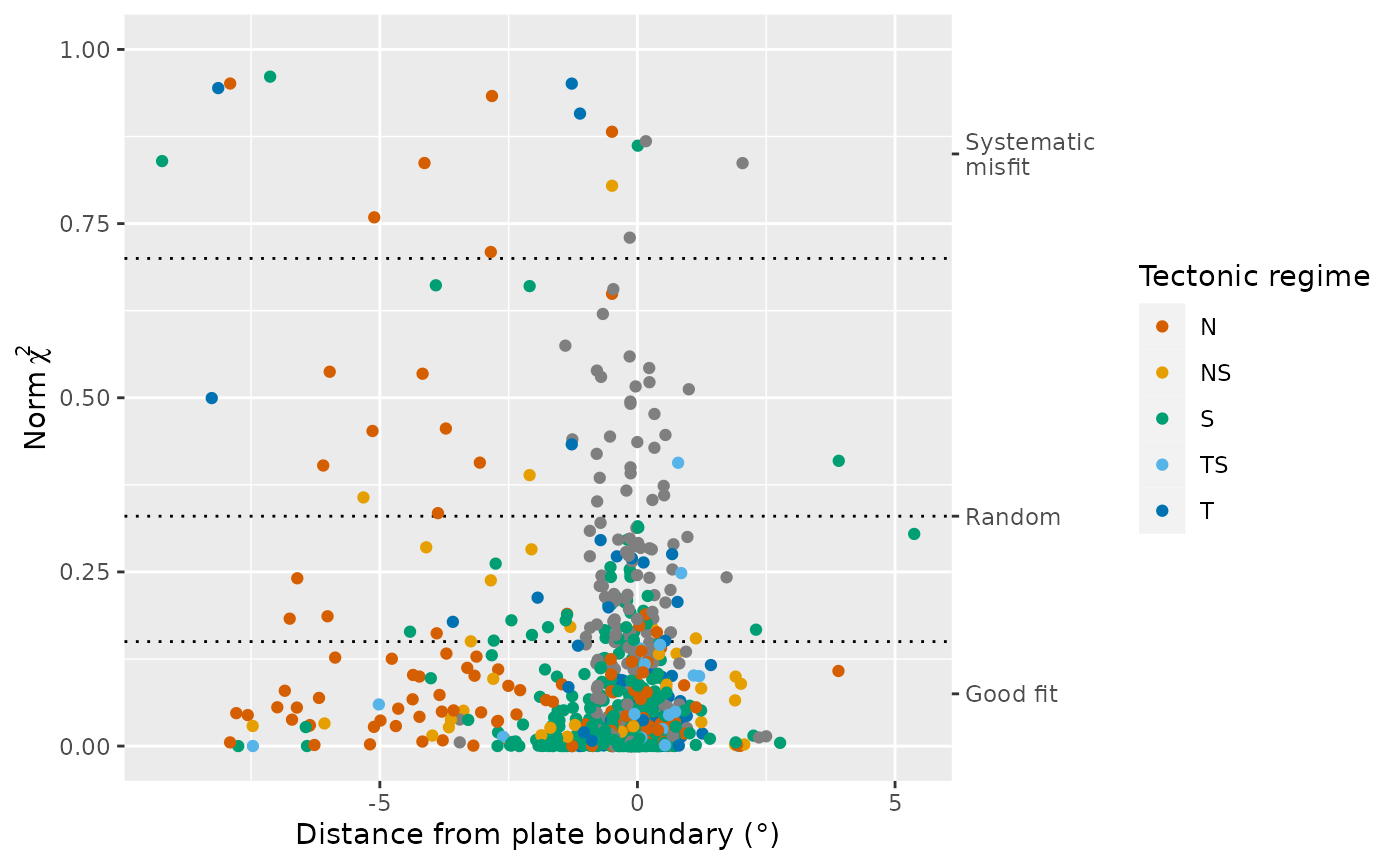 1.00
0.75
0.50
0.25
0.00
Norm χ²
-5
0
5
Distance from plate boundary (°)
Systematic
misfit
Random
Good fit
Tectonic regime
N
NS
S
TS
T